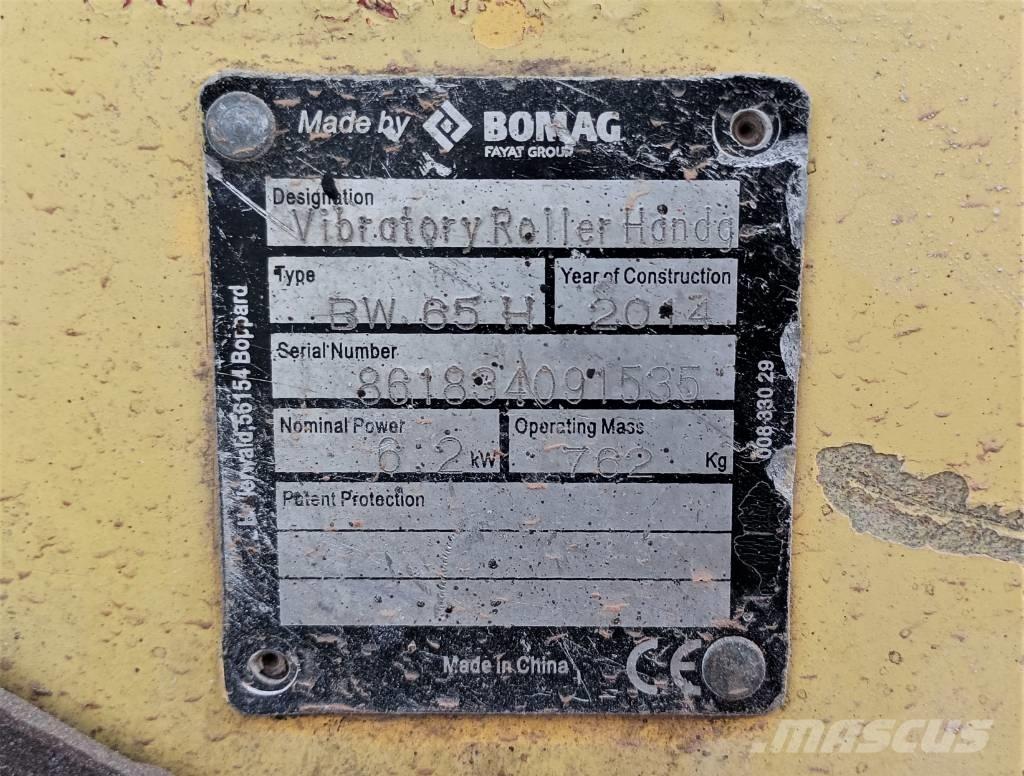 Made by BOMAG
FAYAT GROUP
Designation
Vibratory Roller Handg
Type
BW 65 H
Year of Construction
2014
Serial Number
861834091535
Nominal Power
6.2 kW
Operating Mass
762 Kg
Patent Protection
Made in China
CE
56154 Boppard
008 330 29
MASCUS